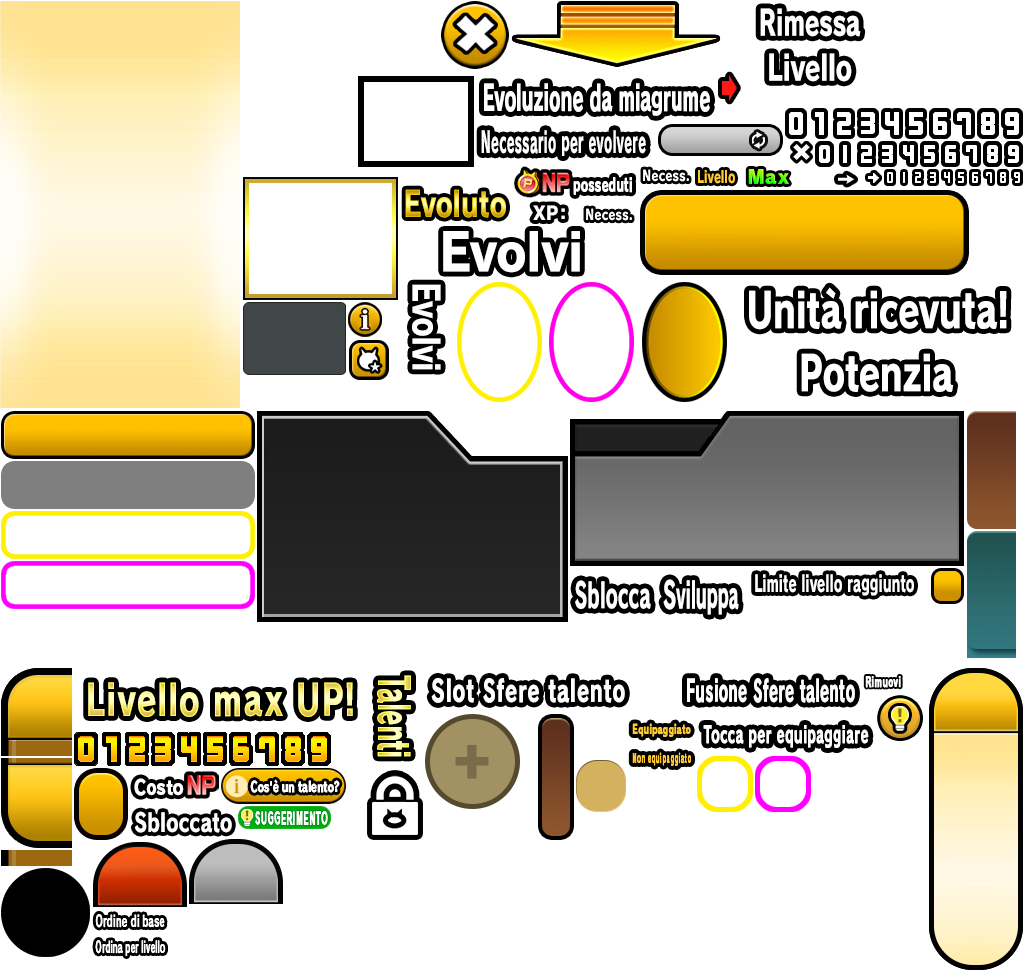 Rimessa
Livello
Evoluzione da miagrume
Necessario per evolvere
0123456789
×0123456789
NP posseduti
Necess. Livello Max
0123456789
Evoluto
XP:
Necess.
Evolvi
Evolvi
i
Unità ricevuta!
Potenzia
Sblocca Sviluppa
Limite livello raggiunto
Livello max UP!
0123456789
Talenti
Slot Sfere talento
Fusione Sfere talento
Rimuovi
Equipaggiato
Tocca per equipaggiare
Non equipaggiato
Costo NP
i Cos'è un talento?
Sbloccato
SUGGERIMENTO
Ordine di base
Ordina per livello